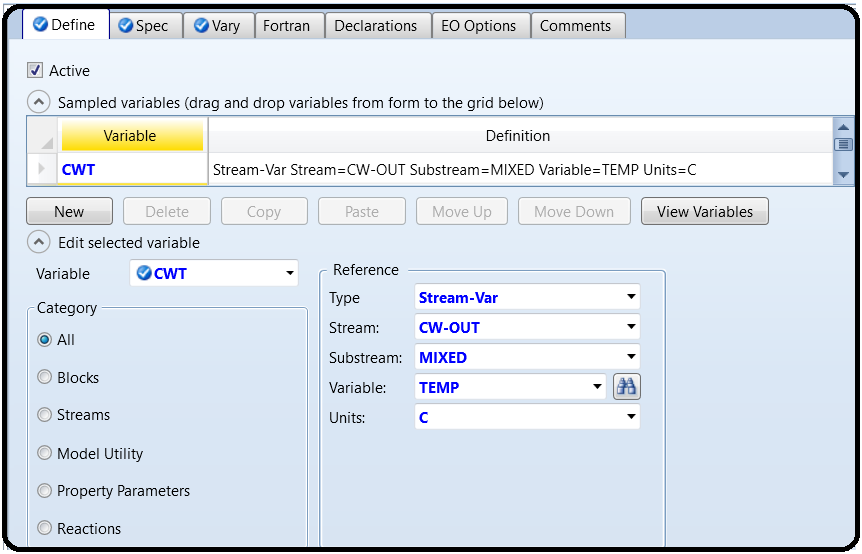 Define Spec Vary Fortran Declarations EO Options Comments
Active
Sampled variables (drag and drop variables from form to the grid below)
Variable Definition
CWT Stream-Var Stream=CW-OUT Substream=MIXED Variable=TEMP Units=C
New Delete Copy Paste Move Up Move Down View Variables
Edit selected variable
Variable CWT
Category
All
Blocks
Streams
Model Utility
Property Parameters
Reactions
Reference
Type Stream-Var
Stream: CW-OUT
Substream: MIXED
Variable: TEMP
Units: C